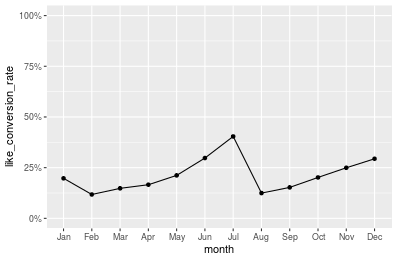 100%
75%
50%
25%
0%
like_conversion_rate
Jan Feb Mar Apr May Jun Jul Aug Sep Oct Nov Dec
month